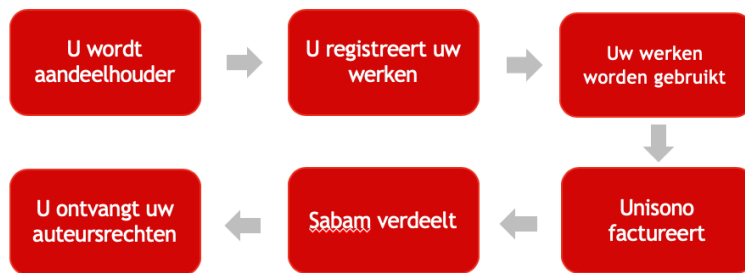 U wordt
aandeelhouder
U registreert uw
werken
Uw werken
worden gebruikt
Unisono
factureert
Sabam verdeelt
U ontvangt uw
auteursrechten